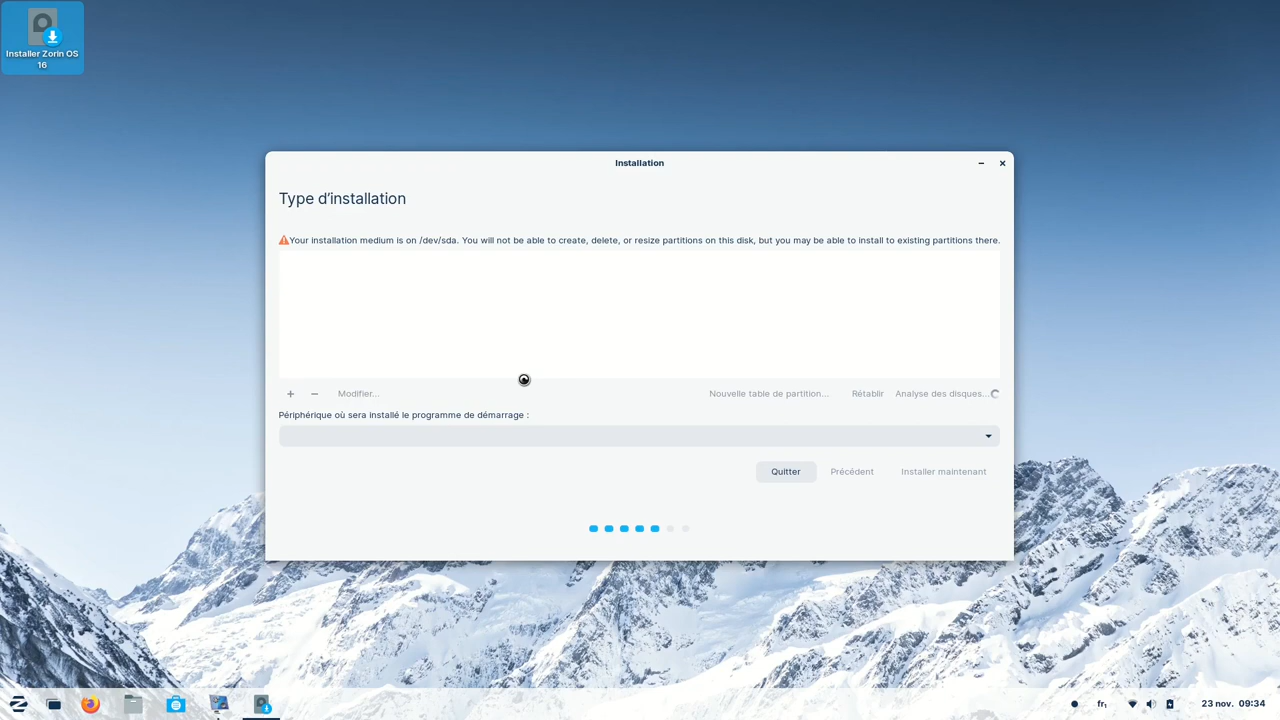 Installer Zorin OS
16
Installation
Type d’installation
Your installation medium is on /dev/sda. You will not be able to create, delete, or resize partitions on this disk, but you may be able to install to existing partitions there.
+ − Modifier... Nouvelle table de partition... Rétablir Analyse des disques...
Périphérique où sera installé le programme de démarrage :
Quitter Précédent Installer maintenant
fr₁ 23 nov. 09:34